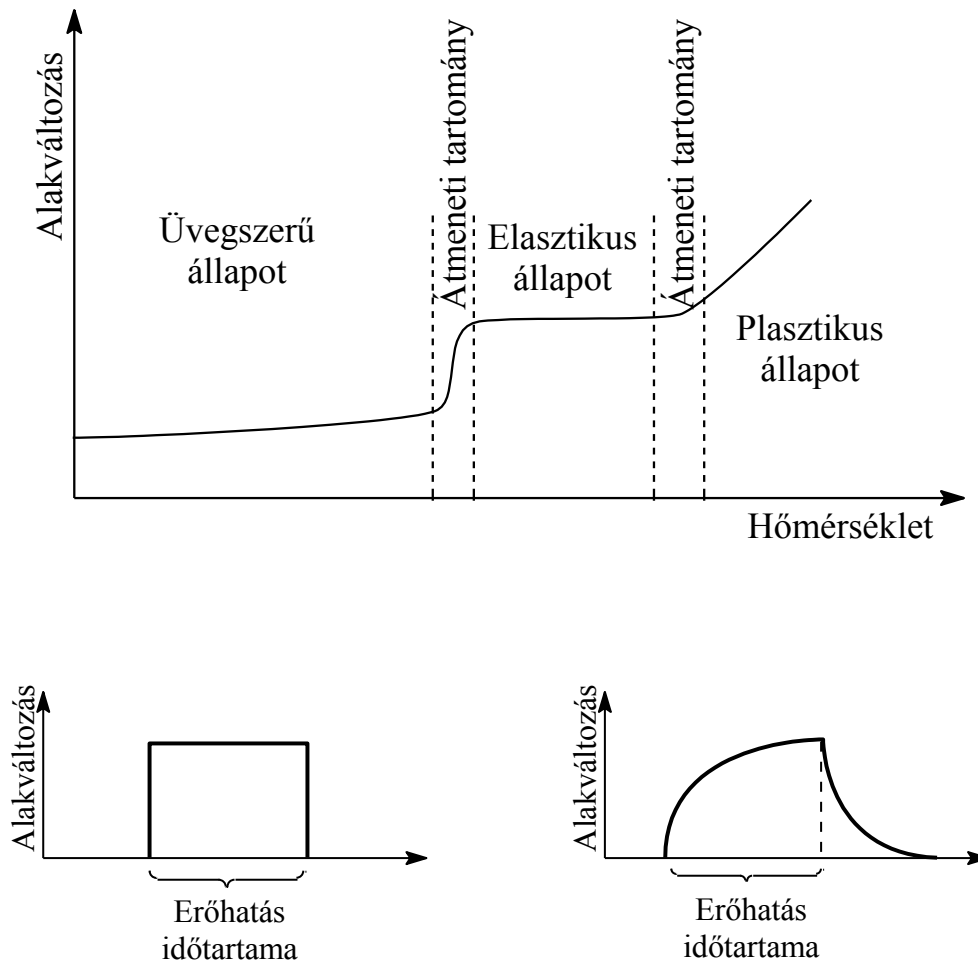 Alakváltozás
Üvegszerű
állapot
Átmeneti tartomány
Elasztikus
állapot
Átmeneti tartomány
Plasztikus
állapot
Hőmérséklet
Alakváltozás
Erőhatás
időtartama
Alakváltozás
Erőhatás
időtartama